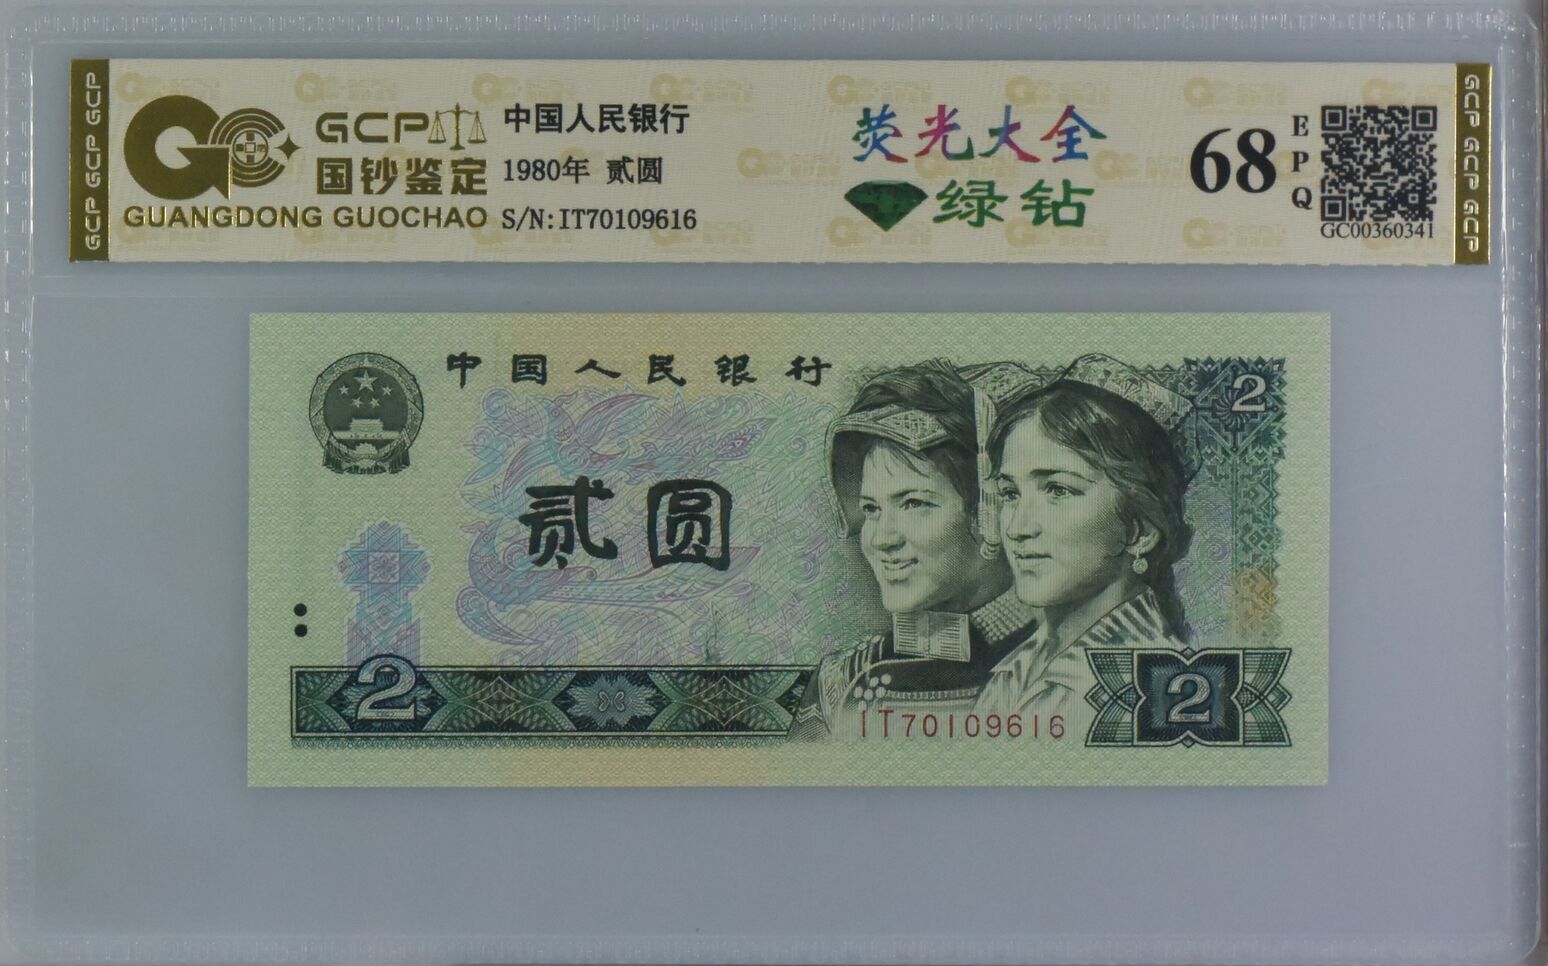 GCP GCP GCP
GCP
国钞鉴定
GUANGDONG GUOCHAO
中国人民银行
1980年 贰圆
S/N:IT70109616
荧光大全
绿钻
68
EPQ
GC00360341
GCP GCP GCP
中国人民银行
2
贰圆
2
IT70109616
2